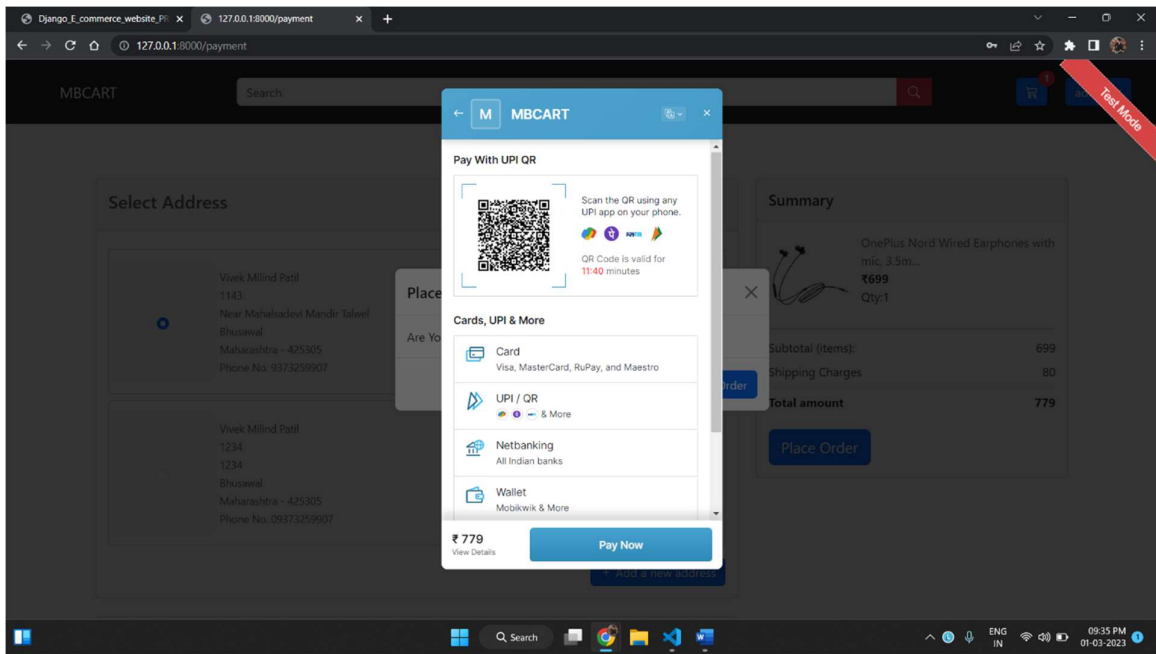 Django_E_commerce_website_PR
127.0.0.1:8000/payment
127.0.0.1:8000/payment
MBCART
Search
1
Test Mode
M MBCART
Pay With UPI QR
Scan the QR using any
UPI app on your phone.
paytm
QR Code is valid for
11:40 minutes
Cards, UPI & More
Card
Visa, MasterCard, RuPay, and Maestro
UPI / QR
& More
Netbanking
All Indian banks
Wallet
Mobikwik & More
₹ 779
View Details
Pay Now
Select Address
Vivek Milind Patil
1143
Near Mahalsadevi Mandir Talwel
Bhusawal
Maharashtra - 425305
Phone No. 9373259907
Vivek Milind Patil
1234
1234
Bhusawal
Maharashtra - 425305
Phone No. 09373259907
+ Add a new address
Place
Are Yo
Order
Summary
OnePlus Nord Wired Earphones with
mic, 3.5m...
₹699
Qty:1
Subtotal (items): 699
Shipping Charges 80
Total amount 779
Place Order
Search
ENG
IN
09:35 PM
01-03-2023
1